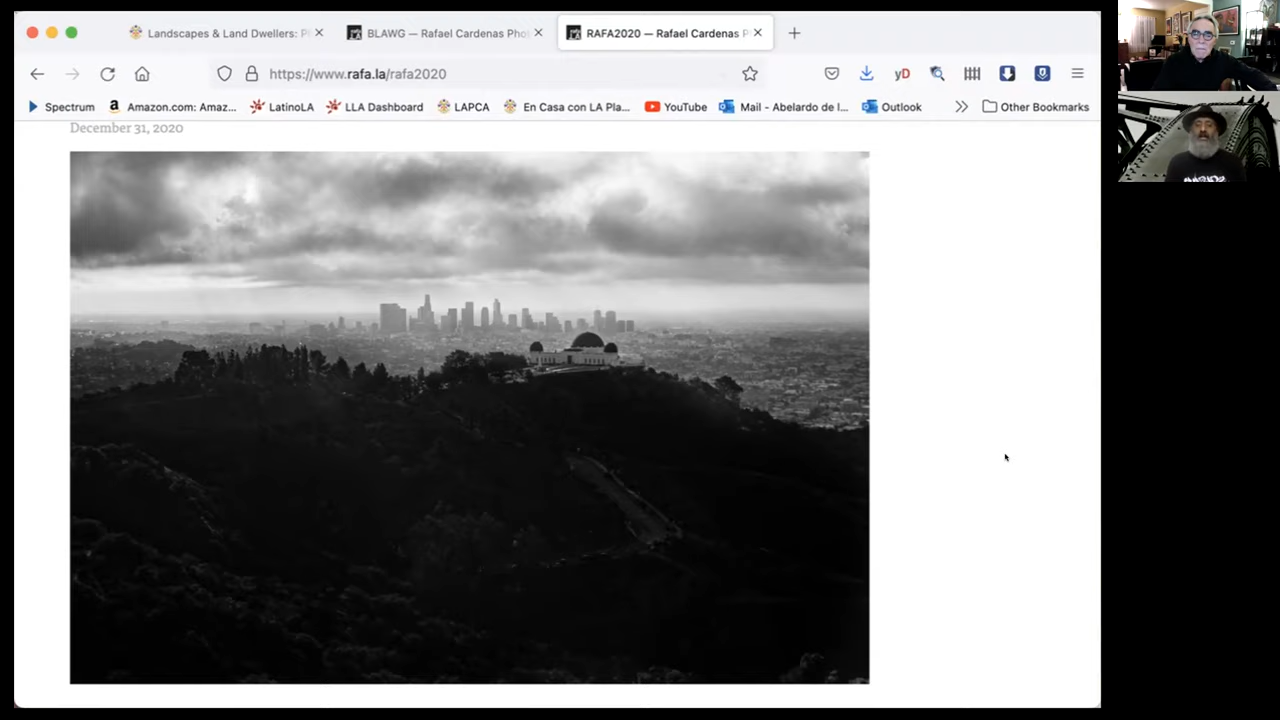 Landscapes & Land Dwellers: P
BLAWG — Rafael Cardenas Pho
RAFA2020 — Rafael Cardenas P
https://www.rafa.la/rafa2020
yD
Spectrum
Amazon.com: Amaz...
LatinoLA
LLA Dashboard
LAPCA
En Casa con LA Pla...
YouTube
Mail - Abelardo de l...
Outlook
Other Bookmarks
December 31, 2020